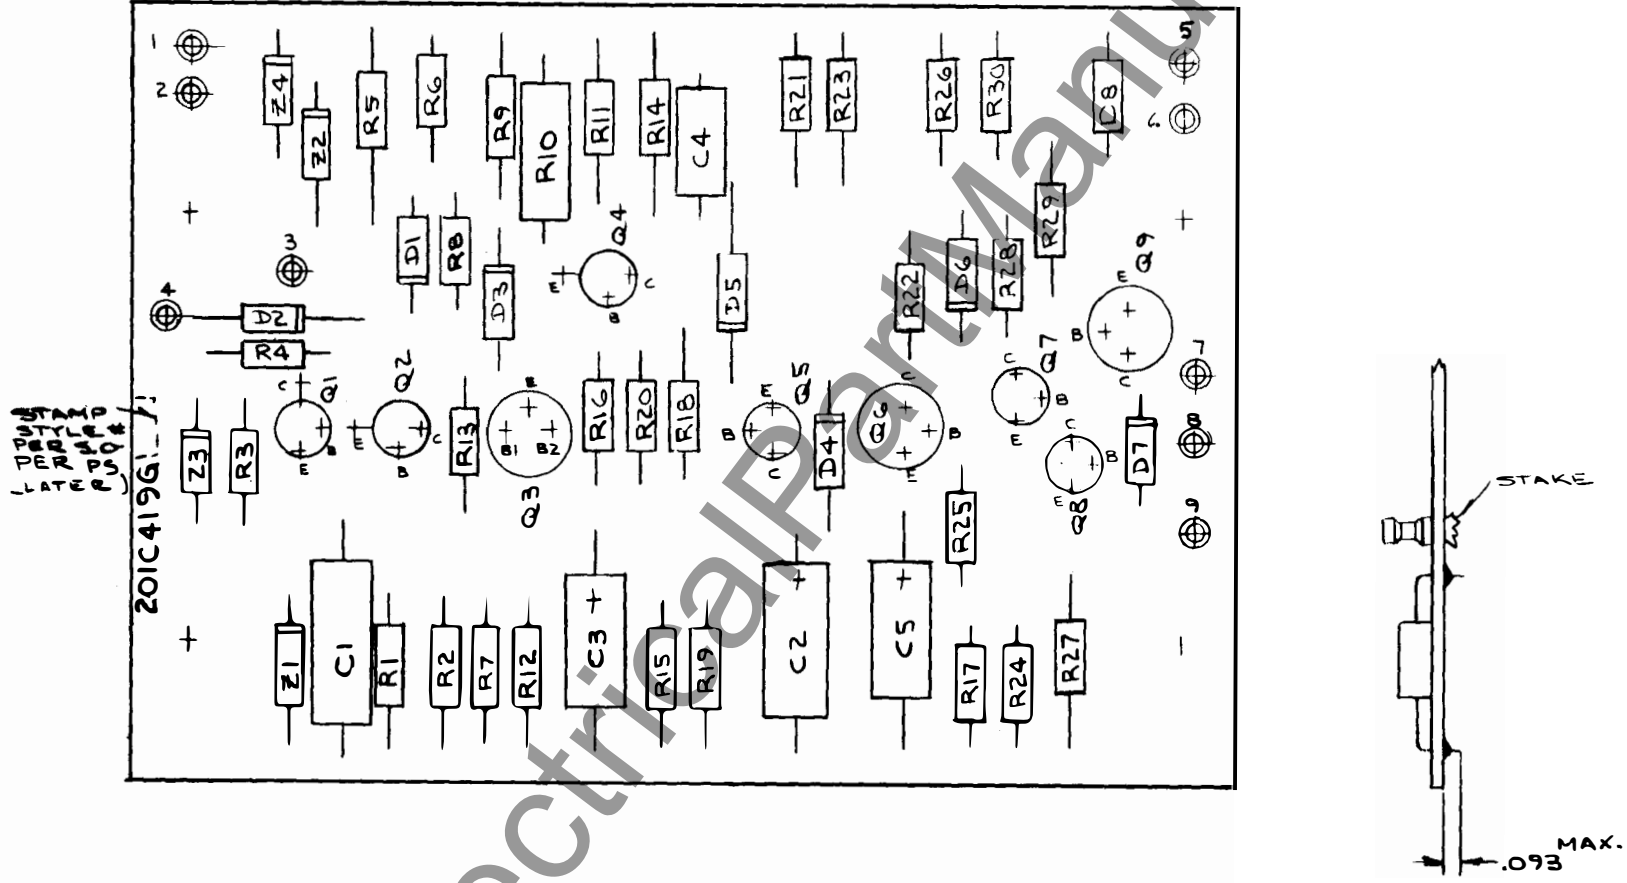 1
2
3
4
5
6
7
8
9
Z4
Z2
R5
R6
R9
R10
R11
R14
C4
R21
R23
R26
R30
C8
R29
D1
R8
D3
Q4
E
C
B
D5
R22
D6
R28
Q9
E
B
C
D2
R4
Q1
C
B
E
Q2
E
C
B
R13
E
B1
B2
Q3
R16
R20
R18
Q5
E
B
C
D4
Q6
C
B
E
Q7
C
B
E
Q8
C
B
E
D7
STAMP
STYLE #
PER S.O
PER PS
LATER)
201C419G1
Z3
R3
R25
Z1
C1
R1
R2
R7
R12
C3
+
R15
R19
C2
+
C5
+
R17
R24
R27
STAKE
.093 MAX.
ectricalPartManu